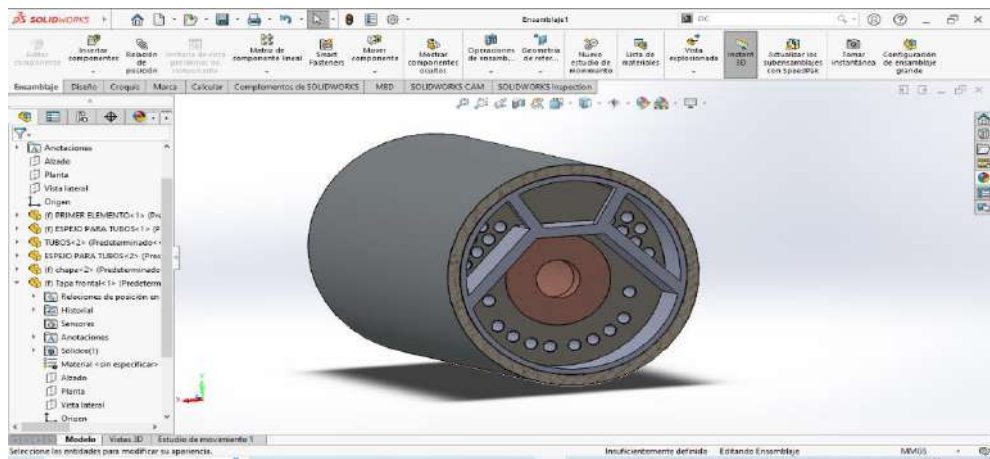 SOLIDWORKS
Ensamblaje1
Editar componente
Insertar componentes
Relación de posición
Matriz de componente lineal
Smart Fasteners
Mover componente
Mostrar componentes ocultos
Operaciones de ensamb...
Geometría de refer...
Nuevo estudio de movimiento
Lista de materiales
Vista explosionada
Instant 3D
Actualizar los subensamblajes con SpeedPak
Tomar instantánea
Configuración de ensamblaje grande
Ensamblaje Diseño Croquis Marca Calcular Complementos de SOLIDWORKS MBD SOLIDWORKS CAM SOLIDWORKS Inspection
Anotaciones
Alzado
Planta
Vista lateral
Origen
(f) PRIMER ELEMENTO<1> (Pre
(f) ESPEJO PARA TUBOS<1> (P
TUBOS<2> (Predeterminado<
ESPEJO PARA TUBOS<2> (Pred
(f) chapa<2> (Predeterminado
(f) Tapa frontal<1> (Predeterm
Relaciones de posición en
Historial
Sensores
Anotaciones
Sólidos(1)
Material <sin especificar>
Alzado
Planta
Vista lateral
Origen
Modelo Vistas 3D Estudio de movimiento 1
Seleccione las entidades para modificar su apariencia.
Insuficientemente definida Editando Ensamblaje MMGS